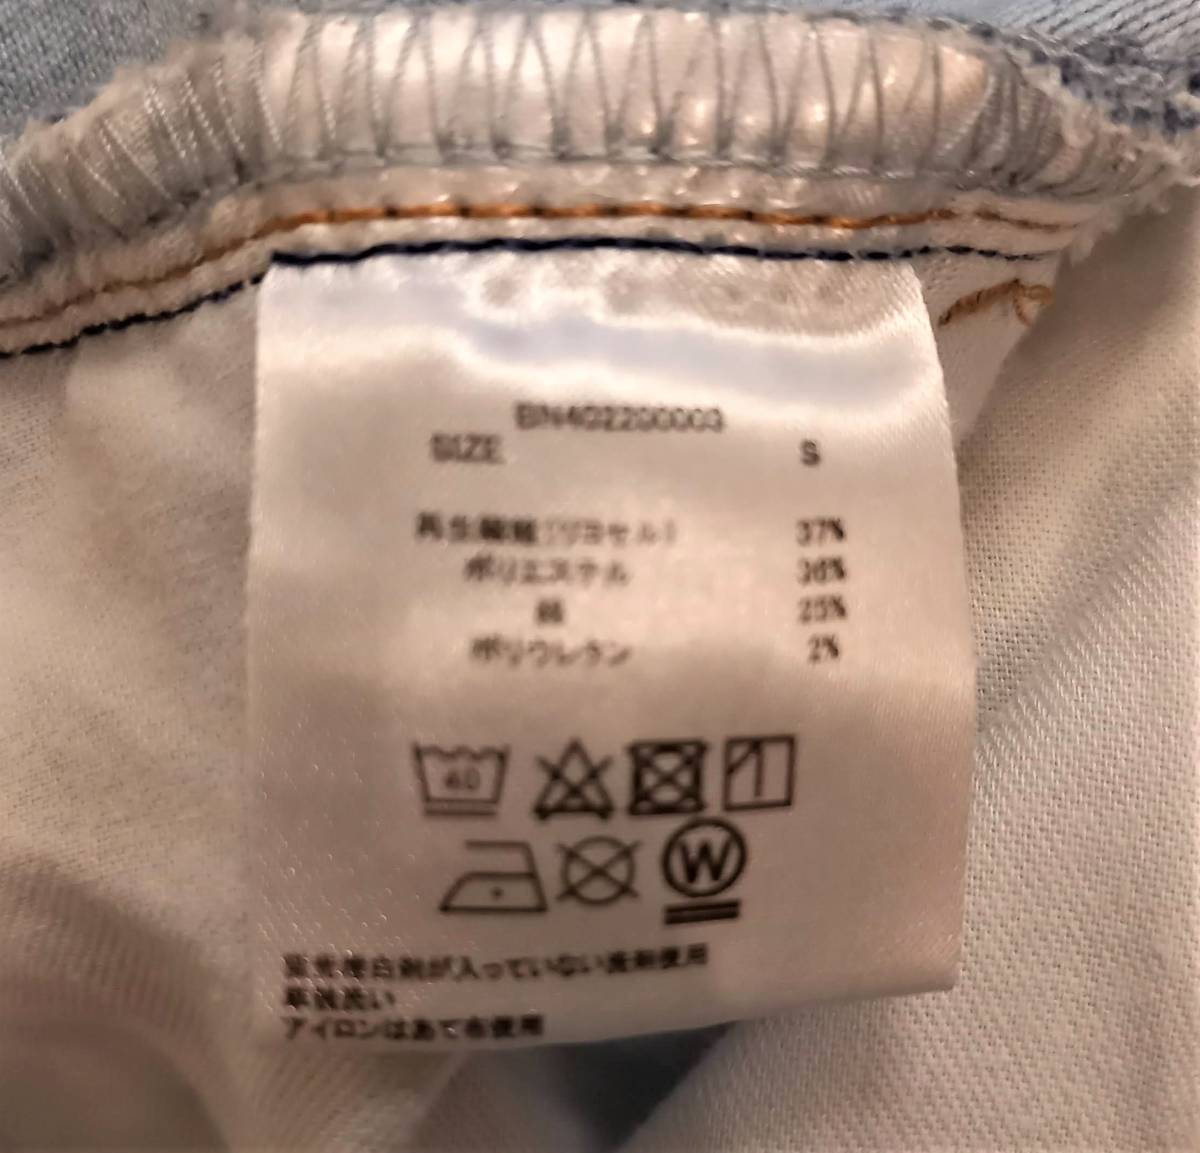 BN402200003
SIZE S
再生繊維(リヨセル) 37%
ポリエステル 36%
綿 25%
ポリウレタン 2%
40
W
蛍光増白剤が入っていない洗剤使用
単独洗い
アイロンはあて布使用